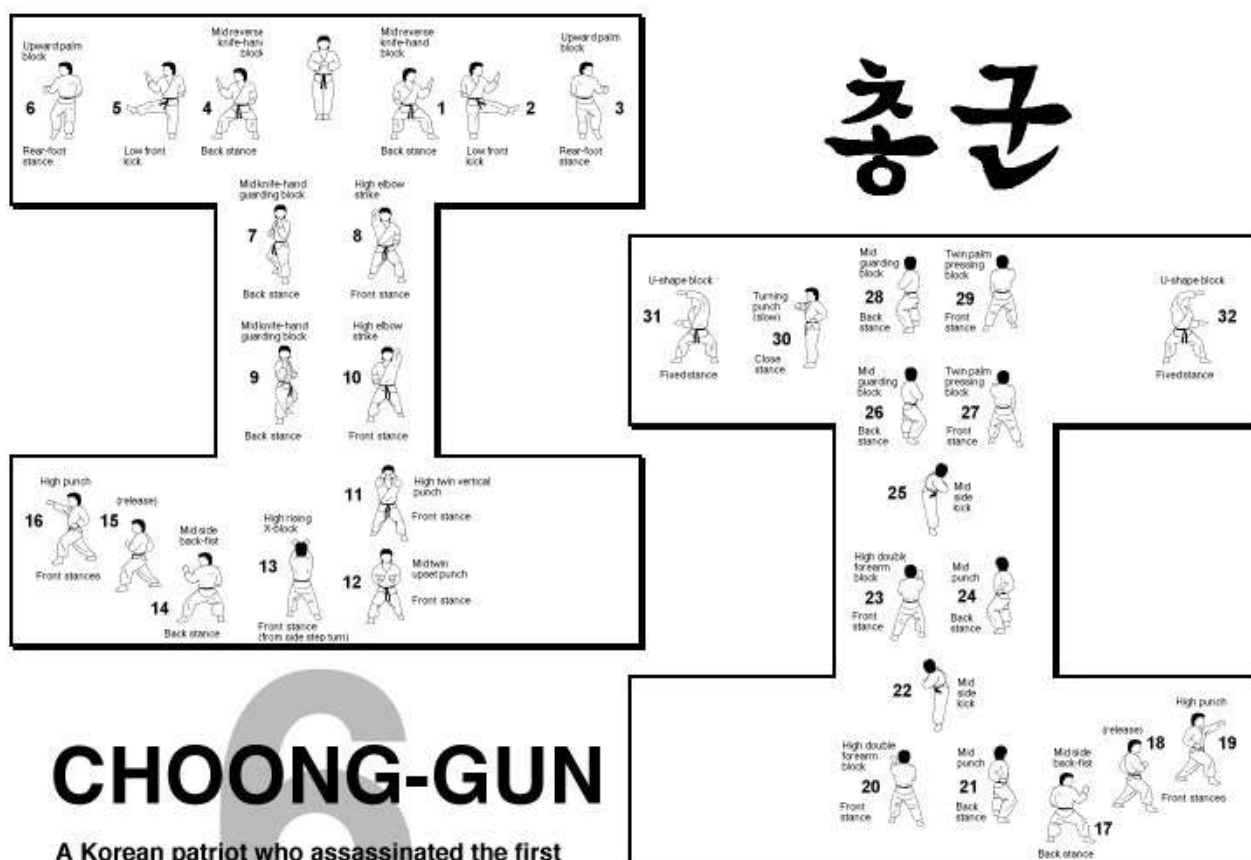 Upward palm
block
6
Rear-foot
stance
5
Low front
kick
Mid reverse
knife-hand
block
4
Back stance
Mid reverse
knife-hand
block
1
Back stance
2
Low front
kick
Upward palm
block
3
Rear-foot
stance
총군
Mid knife-hand
guarding block
7
Back stance
High elbow
strike
8
Front stance
Mid knife-hand
guarding block
9
Back stance
High elbow
strike
10
Front stance
11
High twin vertical
punch
Front stance
12
Mid twin
upset punch
Front stance
High rising
X-block
13
Front stance
(from side step turn)
Mid side
back-fist
14
Back stance
(release)
15
High punch
16
Front stances
U-shape block
31
Fixed stance
Turning
punch
(slow)
30
Close
stance
Mid
guarding
block
28
Back
stance
Twin palm
pressing
block
29
Front
stance
U-shape block
32
Fixed stance
Mid
guarding
block
26
Back
stance
Twin palm
pressing
block
27
Front
stance
25
Mid
side
kick
High double
forearm
block
23
Front
stance
Mid
punch
24
Back
stance
22
Mid
side
kick
High double
forearm
block
20
Front
stance
Mid
punch
21
Back
stance
Mid side
back-fist
17
Back stance
(release)
18
High punch
19
Front stances
6
CHOONG-GUN
A Korean patriot who assassinated the first